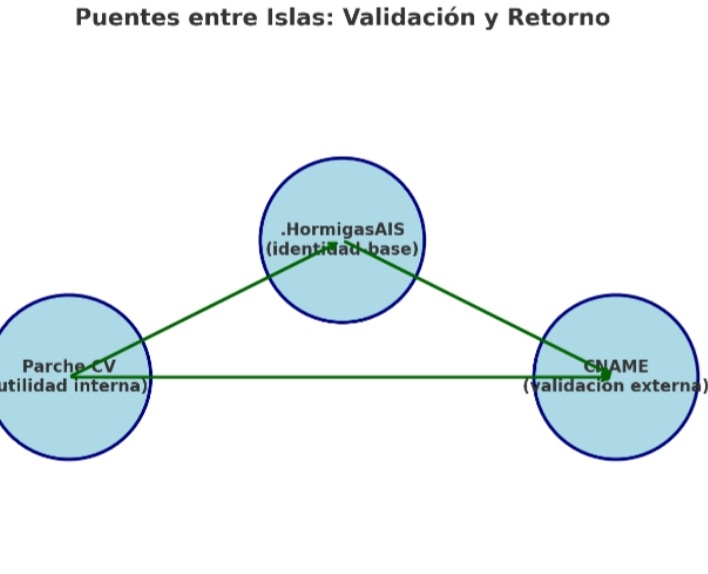 Puentes entre Islas: Validación y Retorno
.HormigasAIS
(identidad base)
Parche CV
utilidad interna)
CNAME
(validación externa)